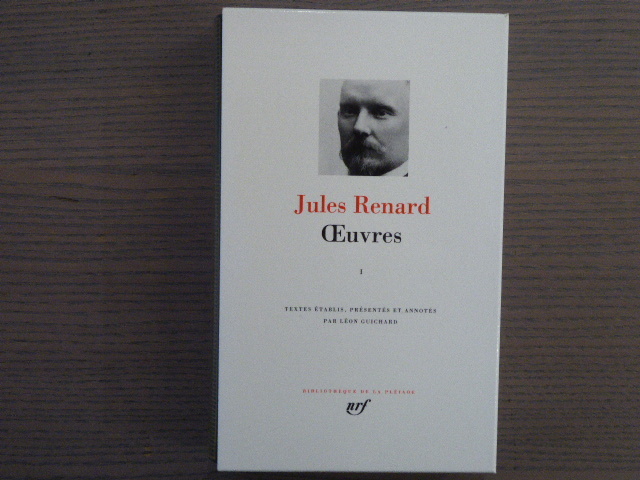 Jules Renard
Œuvres
I
TEXTES ÉTABLIS, PRÉSENTÉS ET ANNOTÉS
PAR LÉON GUICHARD
BIBLIOTHÈQUE DE LA PLÉIADE
nrf